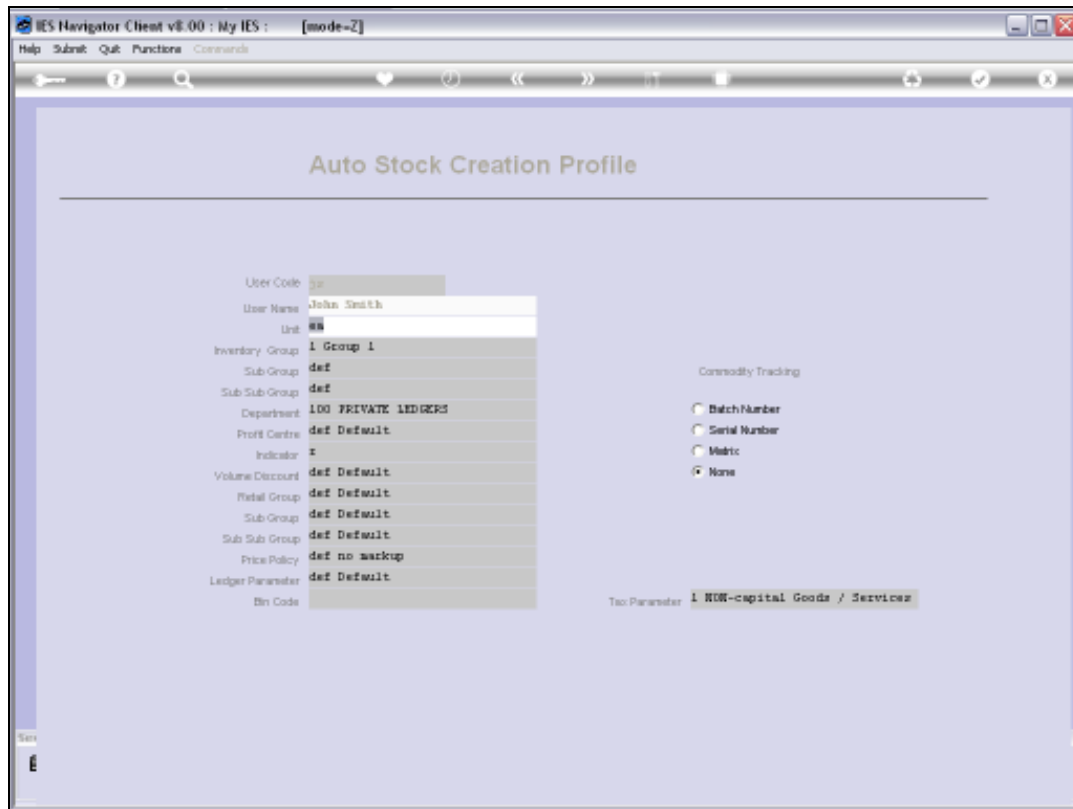 IES Navigator Client v8.00 : My IES : [mode=Z]
Help Submit Quit Functions Commands
Auto Stock Creation Profile
User Code
User Name John Smith
Unit ea
Inventory Group 1 Group 1
Sub Group def
Sub Sub Group def
Commodity Tracking
Department 100 PRIVATE LEDGERS
Batch Number
Profit Centre def Default
Serial Number
Indicator
Matrix
Volume Discount def Default
None
Retail Group def Default
Sub Group def Default
Sub Sub Group def Default
Price Policy def no markup
Ledger Parameter def Default
Bin Code
Tax Parameter 1 NON-capital Goods / Services